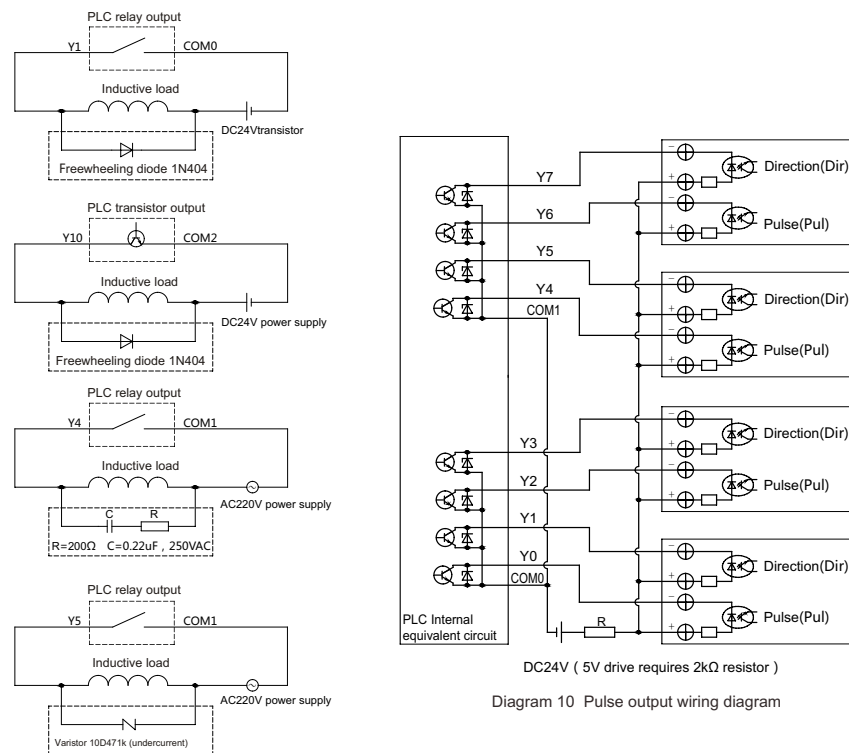 PLC relay output
Y1
COM0
Inductive load
DC24Vtransistor
Freewheeling diode 1N404
PLC transistor output
Y10
COM2
Inductive load
DC24V power supply
Freewheeling diode 1N404
PLC relay output
Y4
COM1
Inductive load
AC220V power supply
C
R
R=200Ω C=0.22uF , 250VAC
PLC relay output
Y5
COM1
Inductive load
AC220V power supply
Varistor 10D471k (undercurrent)
Y7
Y6
Y5
Y4
COM1
Y3
Y2
Y1
Y0
COM0
PLC Internal
equivalent circuit
R
− Direction(Dir)
+
− Pulse(Pul)
+
− Direction(Dir)
+
− Pulse(Pul)
+
− Direction(Dir)
+
− Pulse(Pul)
+
− Direction(Dir)
+
− Pulse(Pul)
+
DC24V ( 5V drive requires 2kΩ resistor )
Diagram 10 Pulse output wiring diagram